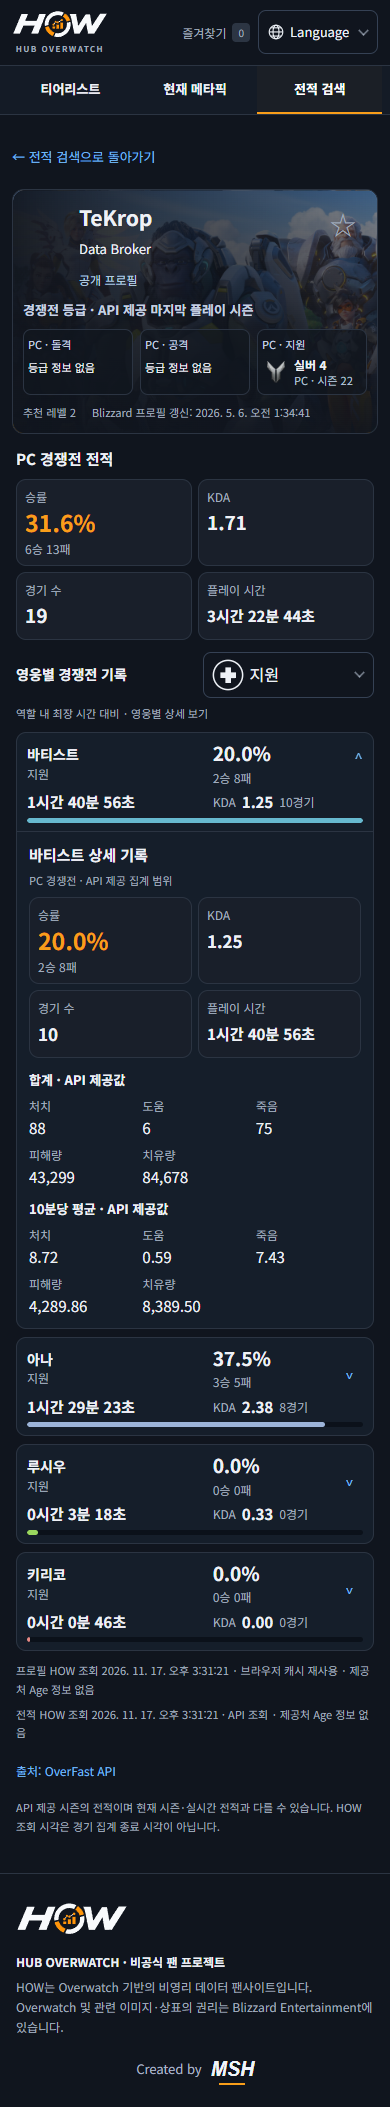 HOW
HUB OVERWATCH
즐겨찾기 0
Language
티어리스트 현재 메타픽 전적 검색
← 전적 검색으로 돌아가기
TeKrop
Data Broker
공개 프로필
경쟁전 등급 · API 제공 마지막 플레이 시즌
PC · 돌격
등급 정보 없음
PC · 공격
등급 정보 없음
PC · 지원
실버 4
PC · 시즌 22
추천 레벨 2 Blizzard 프로필 갱신: 2026. 5. 6. 오전 1:34:41
PC 경쟁전 전적
승률
31.6%
6승 13패
KDA
1.71
경기 수
19
플레이 시간
3시간 22분 44초
영웅별 경쟁전 기록
지원
역할 내 최장 시간 대비 · 영웅별 상세 보기
바티스트
지원
1시간 40분 56초
20.0%
2승 8패
KDA 1.25 10경기
바티스트 상세 기록
PC 경쟁전 · API 제공 집계 범위
승률
20.0%
2승 8패
KDA
1.25
경기 수
10
플레이 시간
1시간 40분 56초
합계 · API 제공값
처치 도움 죽음
88 6 75
피해량 치유량
43,299 84,678
10분당 평균 · API 제공값
처치 도움 죽음
8.72 0.59 7.43
피해량 치유량
4,289.86 8,389.50
아나
지원
1시간 29분 23초
37.5%
3승 5패
KDA 2.38 8경기
루시우
지원
0시간 3분 18초
0.0%
0승 0패
KDA 0.33 0경기
키리코
지원
0시간 0분 46초
0.0%
0승 0패
KDA 0.00 0경기
프로필 HOW 조회 2026. 11. 17. 오후 3:31:21 · 브라우저 캐시 재사용 · 제공
처 Age 정보 없음
전적 HOW 조회 2026. 11. 17. 오후 3:31:21 · API 조회 · 제공처 Age 정보 없
음
출처: OverFast API
API 제공 시즌의 전적이며 현재 시즌·실시간 전적과 다를 수 있습니다. HOW
조회 시각은 경기 집계 종료 시각이 아닙니다.
HOW
HUB OVERWATCH · 비공식 팬 프로젝트
HOW는 Overwatch 기반의 비영리 데이터 팬사이트입니다.
Overwatch 및 관련 이미지·상표의 권리는 Blizzard Entertainment에
있습니다.
Created by MSH